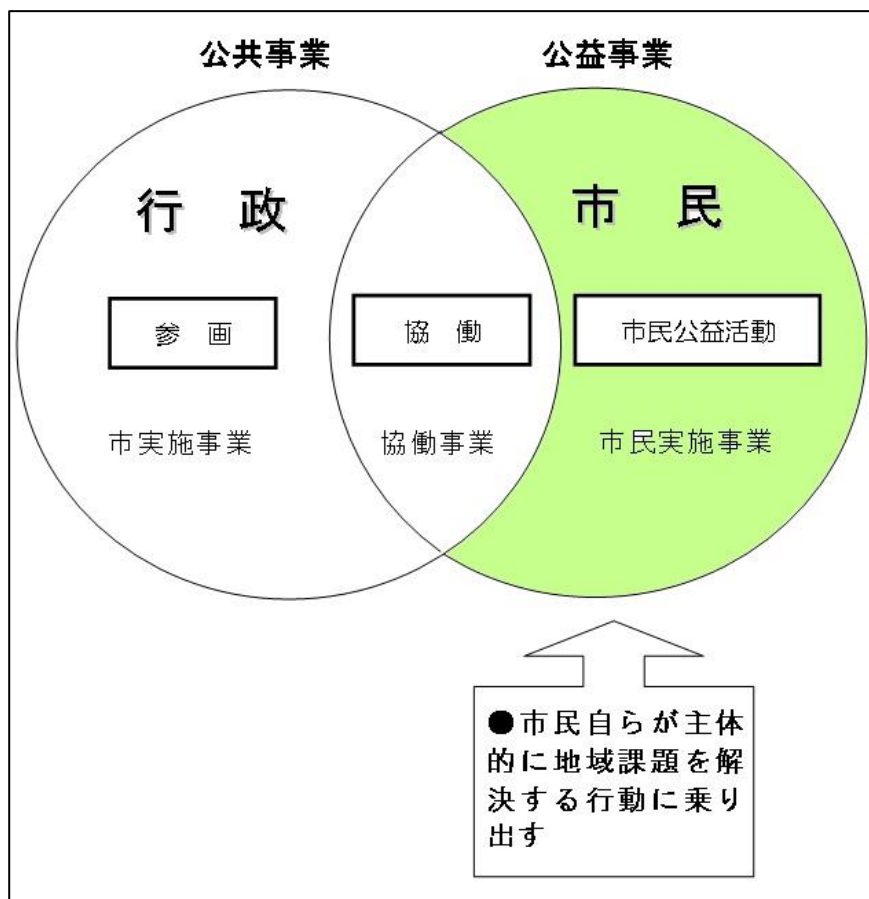 公共事業
公益事業
行 政
市 民
参 画
協 働
市民公益活動
市実施事業
協働事業
市民実施事業
●市民自らが主体
的に地域課題を解
決する行動に乗り
出す